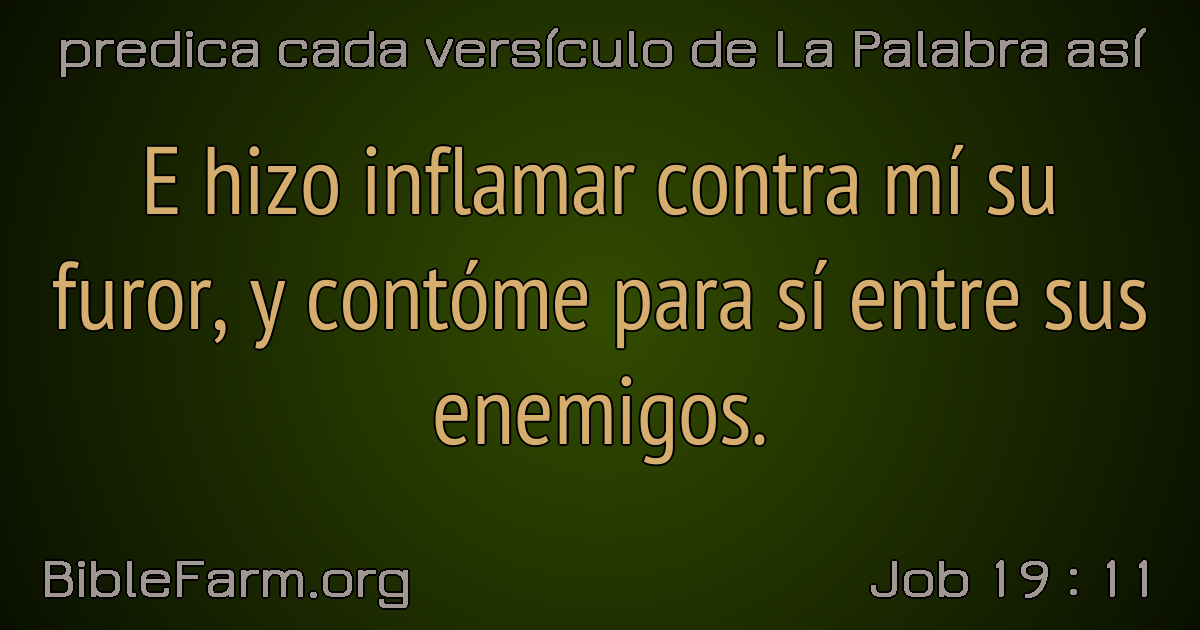 predica cada versículo de La Palabra así
E hizo inflamar contra mí su
furor, y contóme para sí entre sus
enemigos.
BibleFarm.org
Job 19 : 11